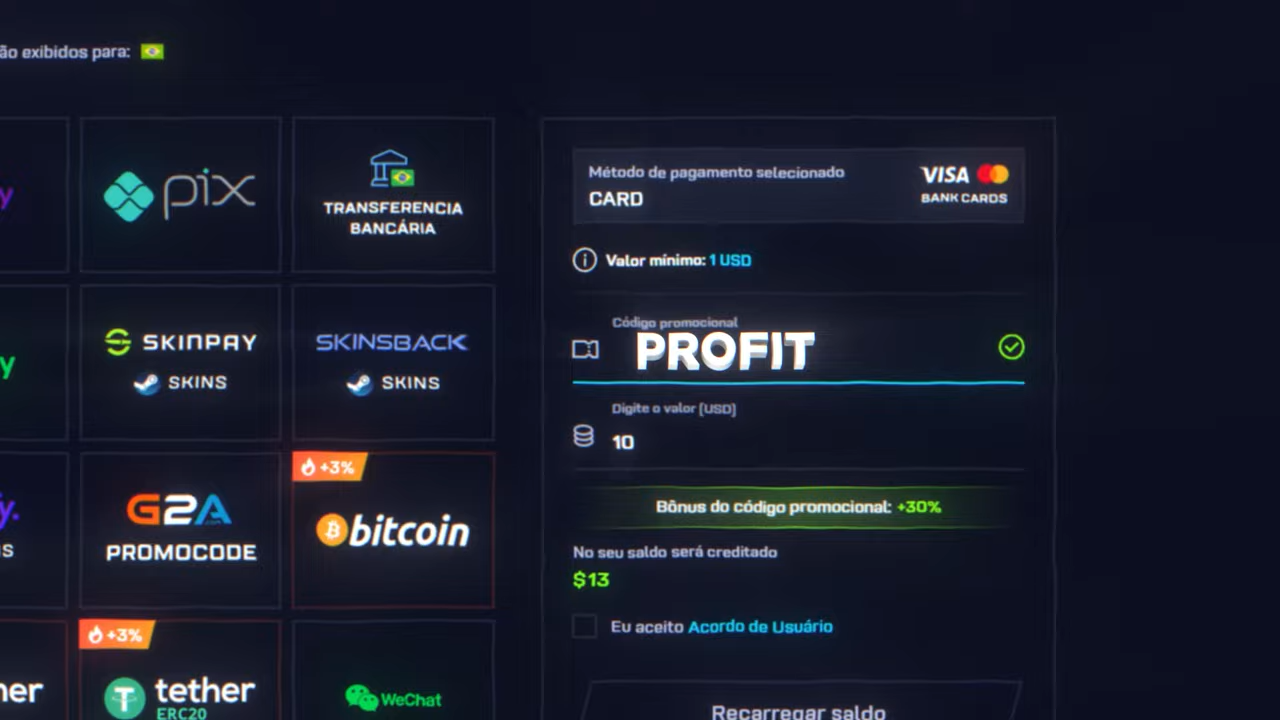 ão exibidos para:
pix
TRANSFERENCIA
BANCÁRIA
SKINPAY
SKINS
SKINSBACK
SKINS
G2A
.com
PROMOCODE
+3%
bitcoin
+3%
tether
ERC20
WeChat
Método de pagamento selecionado
CARD
VISA
BANK CARDS
Valor mínimo: 1 USD
Código promocional
PROFIT
Digite o valor (USD)
10
Bônus do código promocional: +30%
No seu saldo será creditado
$13
Eu aceito Acordo de Usuário
Recarregar saldo